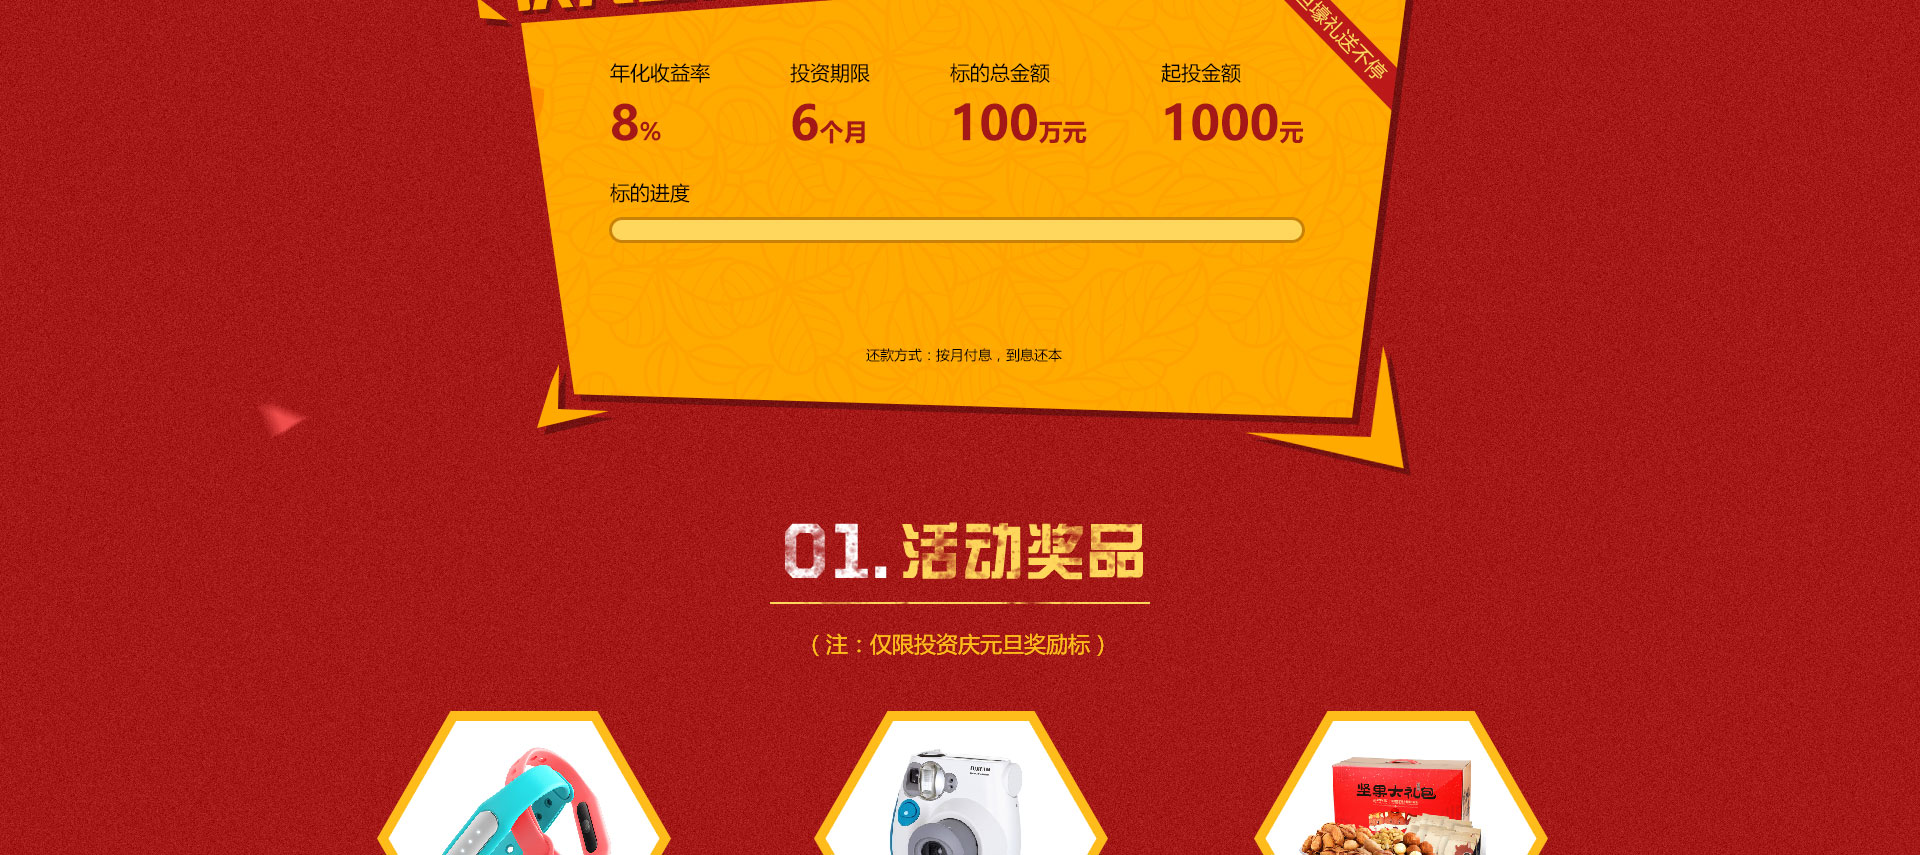 旦壕礼送不停
年化收益率 投资期限 标的总金额 起投金额
8% 6个月 100万元 1000元
标的进度
还款方式：按月付息，到息还本
01.活动奖品
（注：仅限投资庆元旦奖励标）
坚果大礼包